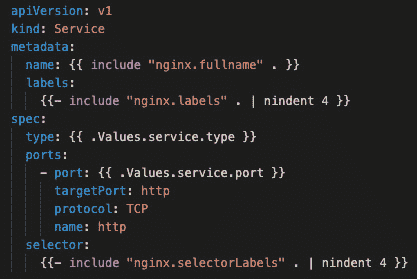 apiVersion: v1
kind: Service
metadata:
  name: {{ include "nginx.fullname" . }}
  labels:
    {{- include "nginx.labels" . | nindent 4 }}
spec:
  type: {{ .Values.service.type }}
  ports:
    - port: {{ .Values.service.port }}
      targetPort: http
      protocol: TCP
      name: http
  selector:
    {{- include "nginx.selectorLabels" . | nindent 4 }}